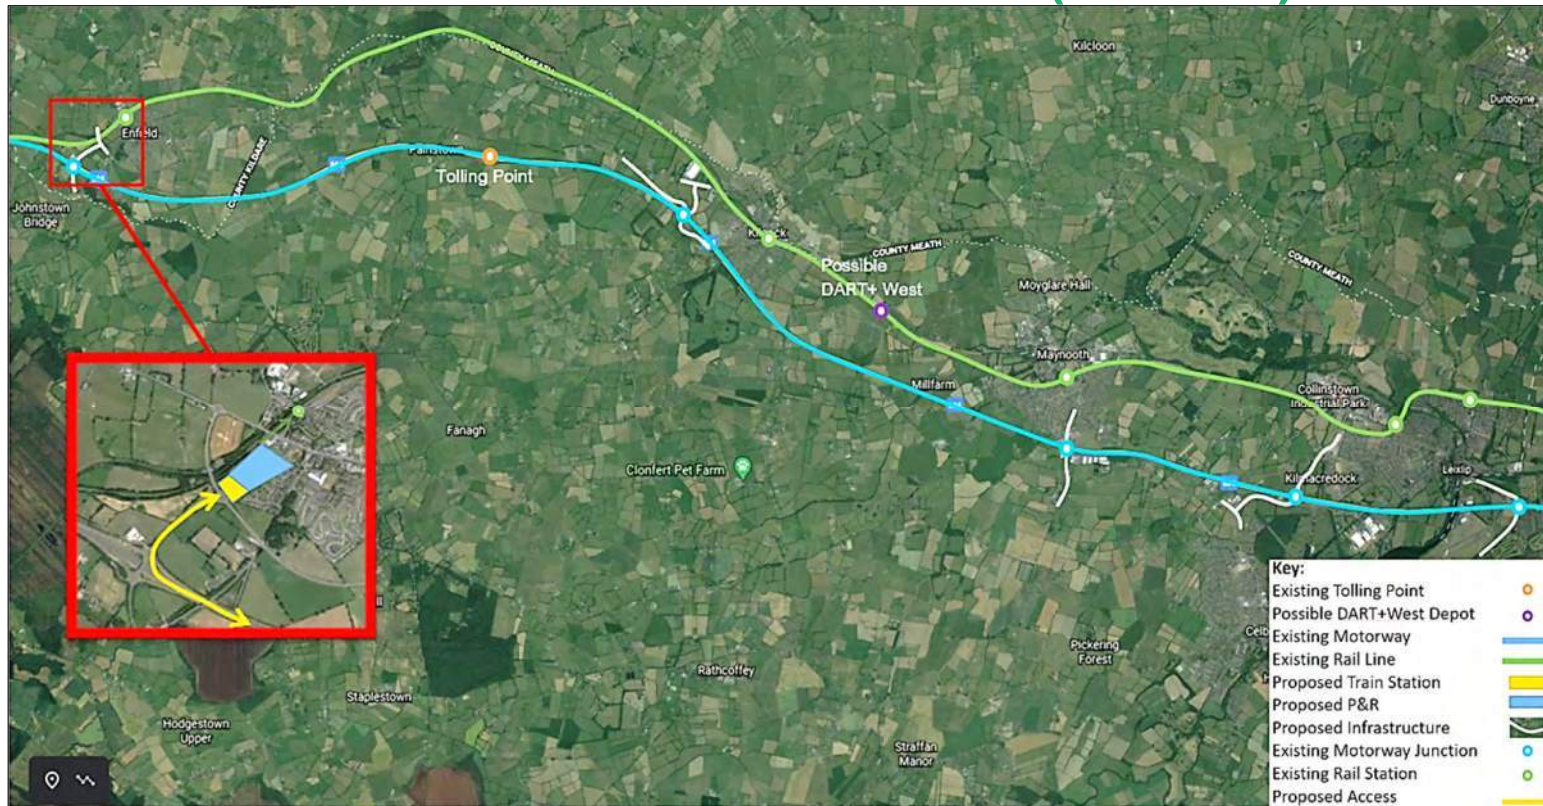 Kilcloon
COUNTY MEATH
Dunboyne
Enfield
COUNTY KILDARE
Painstown
Tolling Point
Johnstown
Bridge
Kilcock
COUNTY MEATH
COUNTY MEATH
Possible
DART+ West
Moyglare Hall
Maynooth
Millfarm
Collinstown
Industrial Park
Fanagh
Clonfert Pet Farm
Kilmacredock
Leixlip
Pickering
Forest
Rathcoffey
Staplestown
Hodgestown
Upper
Straffan
Manor
Key:
Existing Tolling Point
Possible DART+West Depot
Existing Motorway
Existing Rail Line
Proposed Train Station
Proposed P&R
Proposed Infrastructure
Existing Motorway Junction
Existing Rail Station
Proposed Access